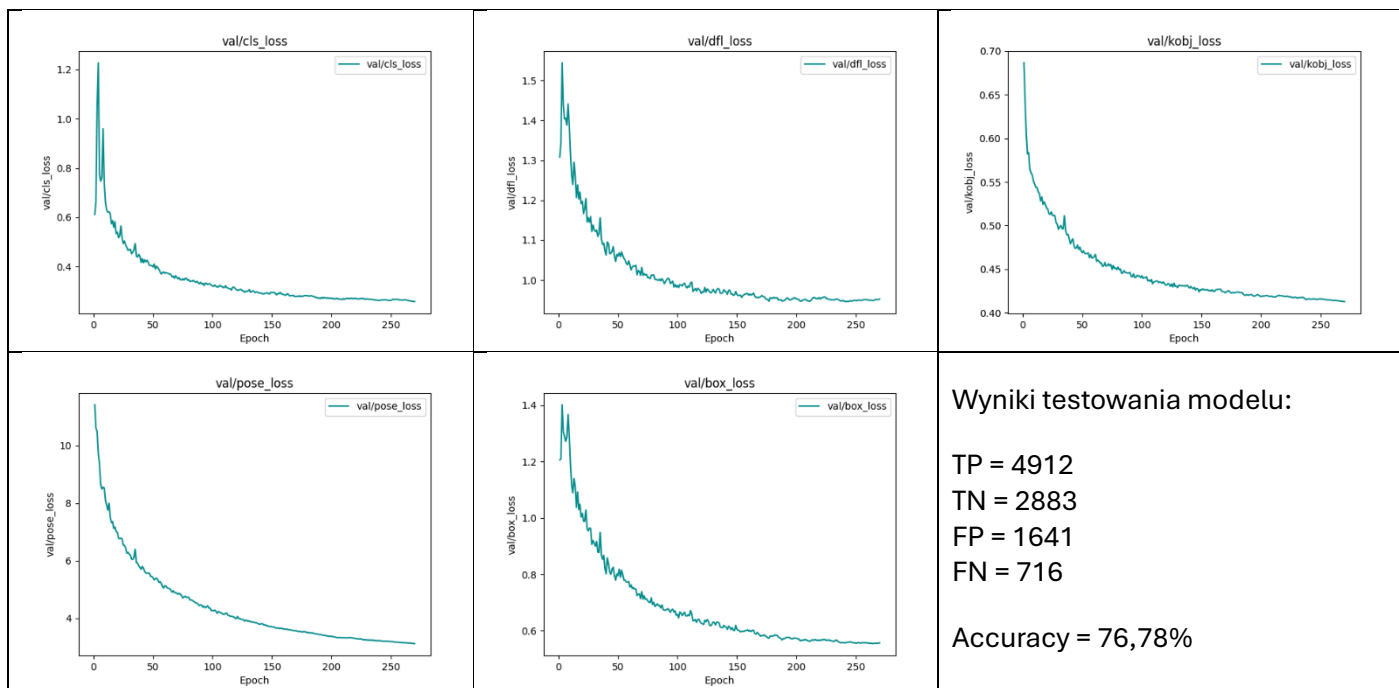 val/cls_loss
val/cls_loss
val/cls_loss
1.2
1.0
0.8
0.6
0.4
0 50 100 150 200 250
Epoch
val/dfl_loss
val/dfl_loss
val/dfl_loss
1.5
1.4
1.3
1.2
1.1
1.0
0 50 100 150 200 250
Epoch
val/kobj_loss
val/kobj_loss
val/kobj_loss
0.70
0.65
0.60
0.55
0.50
0.45
0.40
0 50 100 150 200 250
Epoch
val/pose_loss
val/pose_loss
val/pose_loss
10
8
6
4
0 50 100 150 200 250
Epoch
val/box_loss
val/box_loss
val/box_loss
1.4
1.2
1.0
0.8
0.6
0 50 100 150 200 250
Epoch
Wyniki testowania modelu:
TP = 4912
TN = 2883
FP = 1641
FN = 716
Accuracy = 76,78%